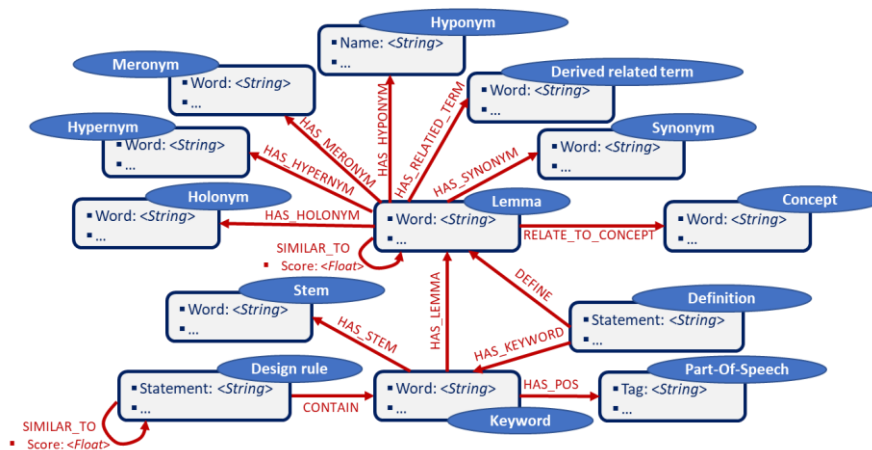 Hyponym
▪ Name: <String>
▪ ...
Meronym
▪ Word: <String>
▪ ...
Derived related term
▪ Word: <String>
▪ ...
Hypernym
▪ Word: <String>
▪ ...
Synonym
▪ Word: <String>
▪ ...
HAS_HYPONYM
HAS_RELATIED_TERM
HAS_MERONYM
HAS_HYPERNYM
HAS_SYNONYM
Holonym
▪ Word: <String>
▪ ...
HAS_HOLONYM
Lemma
▪ Word: <String>
▪ ...
RELATE_TO_CONCEPT
Concept
▪ Word: <String>
▪ ...
SIMILAR_TO
▪ Score: <Float>
Stem
▪ Word: <String>
▪ ...
HAS_STEM
HAS_LEMMA
DEFINE
HAS_KEYWORD
Definition
▪ Statement: <String>
▪ ...
Design rule
▪ Statement: <String>
▪ ...
SIMILAR_TO
▪ Score: <Float>
CONTAIN
▪ Word: <String>
▪ ...
Keyword
HAS_POS
Part-Of-Speech
▪ Tag: <String>
▪ ...